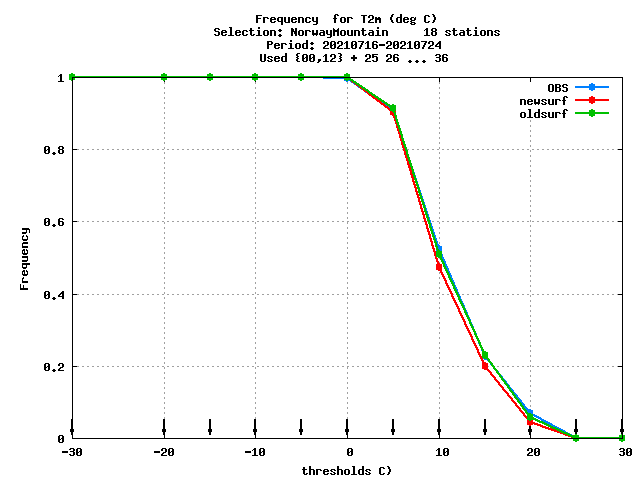 Frequency  for T2m (deg C)
Selection: NorwayMountain     18 stations
Period: 20210716-20210724
Used {00,12} + 25 26 ... 36
OBS
newsurf
oldsurf
1
0.8
0.6
0.4
0.2
0
Frequency
-30 -20 -10 0 10 20 30
thresholds C)